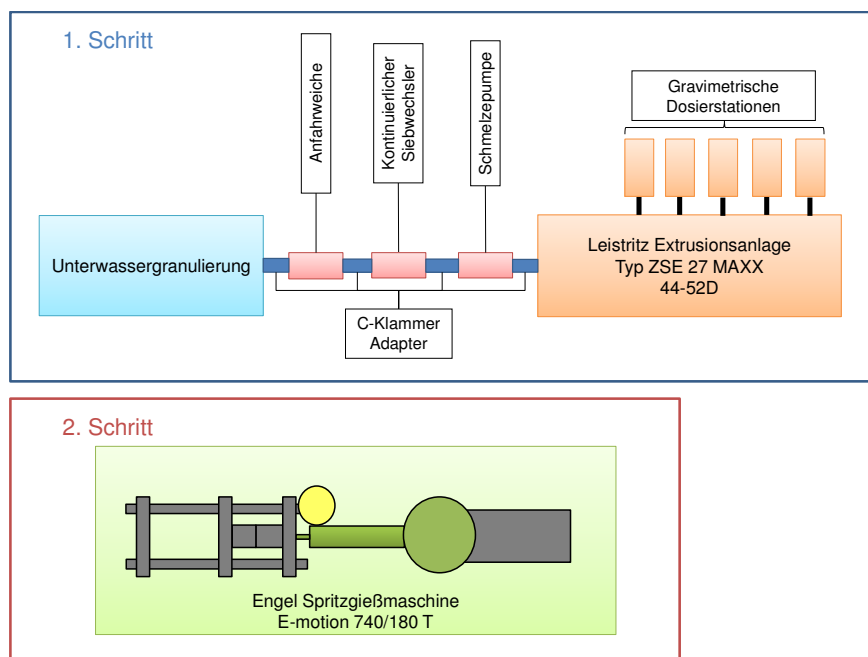 1. Schritt
Anfahrweiche
Kontinuierlicher
Siebwechsler
Schmelzepumpe
Gravimetrische
Dosierstationen
Unterwassergranulierung
Leistritz Extrusionsanlage
Typ ZSE 27 MAXX
44-52D
C-Klammer
Adapter
2. Schritt
Engel Spritzgießmaschine
E-motion 740/180 T